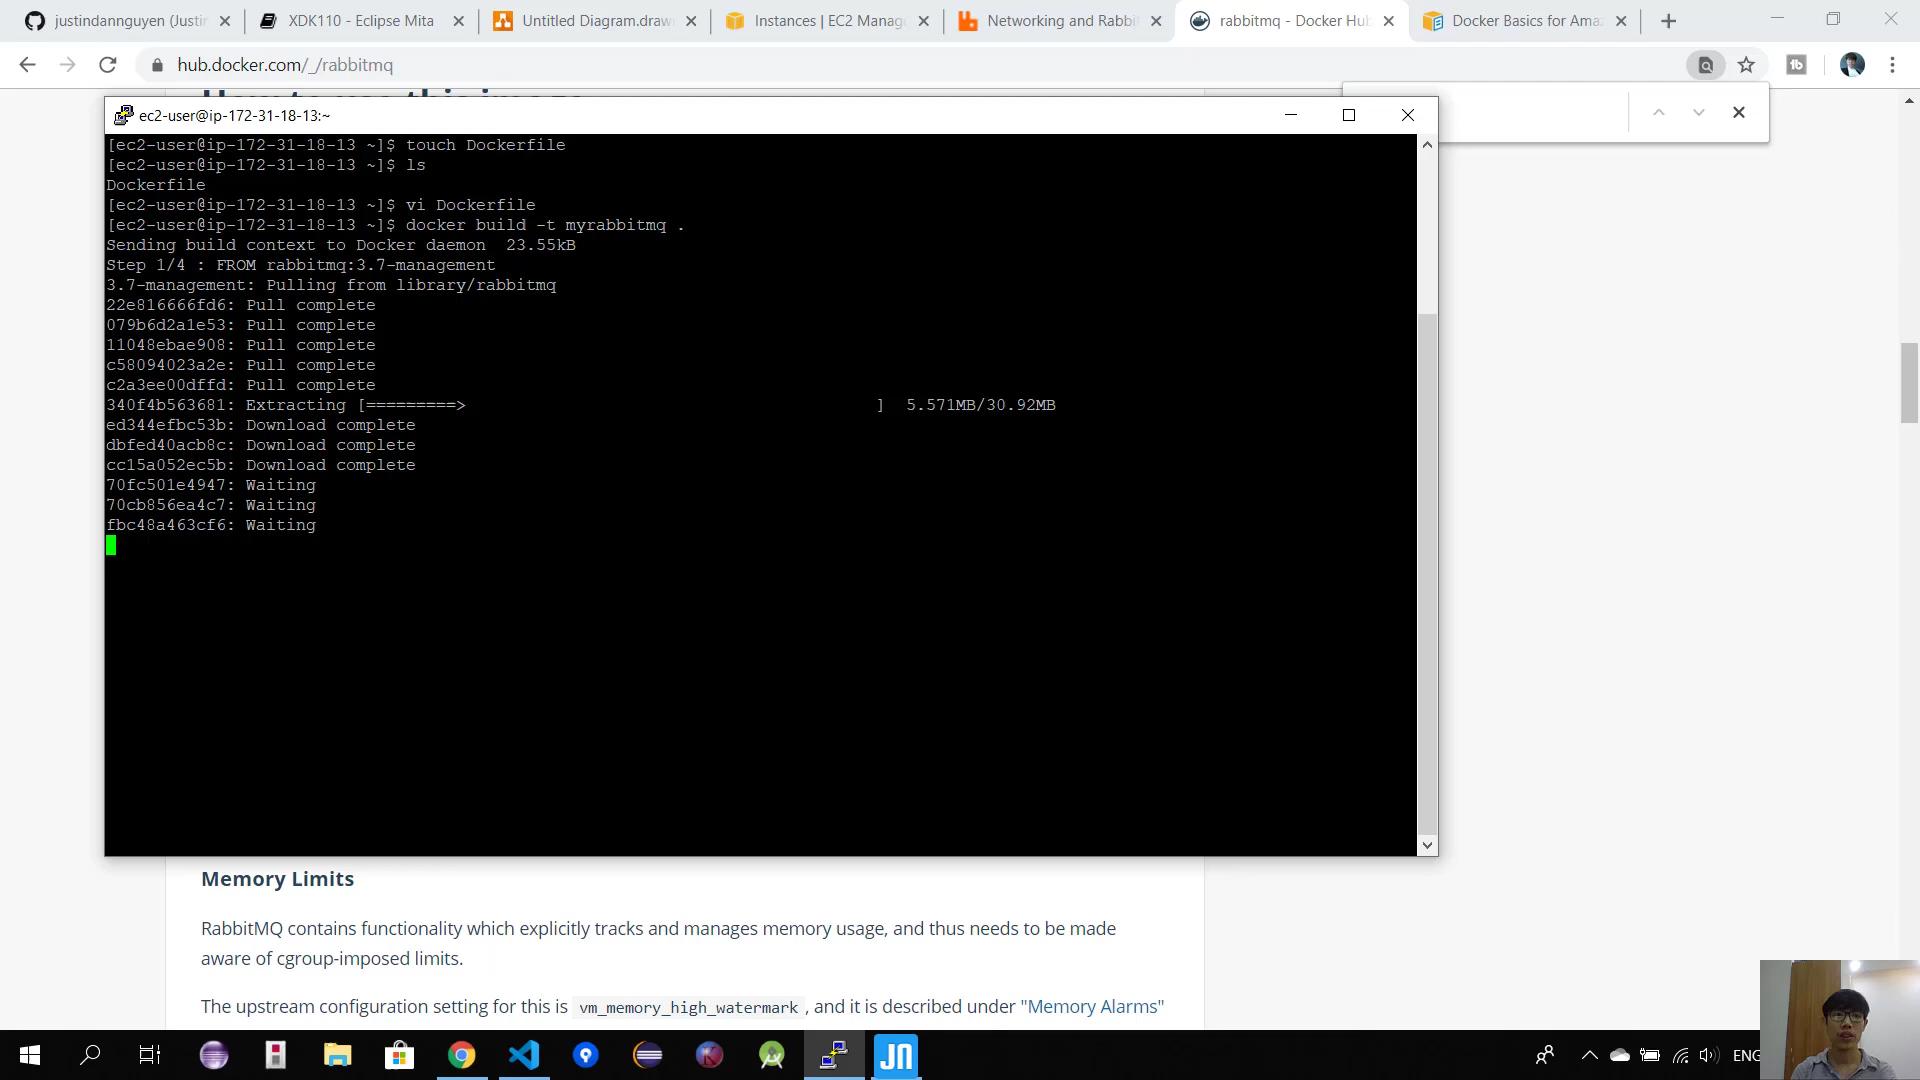 justindannguyen (Justin
XDK110 - Eclipse Mita
Untitled Diagram.draw
Instances | EC2 Manag
Networking and Rabbi
rabbitmq - Docker Hub
Docker Basics for Ama
hub.docker.com/_/rabbitmq
ec2-user@ip-172-31-18-13:~
[ec2-user@ip-172-31-18-13 ~]$ touch Dockerfile
[ec2-user@ip-172-31-18-13 ~]$ ls
Dockerfile
[ec2-user@ip-172-31-18-13 ~]$ vi Dockerfile
[ec2-user@ip-172-31-18-13 ~]$ docker build -t myrabbitmq .
Sending build context to Docker daemon  23.55kB
Step 1/4 : FROM rabbitmq:3.7-management
3.7-management: Pulling from library/rabbitmq
22e816666fd6: Pull complete
079b6d2a1e53: Pull complete
11048ebae908: Pull complete
c58094023a2e: Pull complete
c2a3ee00dffd: Pull complete
340f4b563681: Extracting [=========>                                         ]  5.571MB/30.92MB
ed344efbc53b: Download complete
dbfed40acb8c: Download complete
cc15a052ec5b: Download complete
70fc501e4947: Waiting
70cb856ea4c7: Waiting
fbc48a463cf6: Waiting
Memory Limits
RabbitMQ contains functionality which explicitly tracks and manages memory usage, and thus needs to be made
aware of cgroup-imposed limits.
The upstream configuration setting for this is vm_memory_high_watermark, and it is described under "Memory Alarms"
JN
ENG